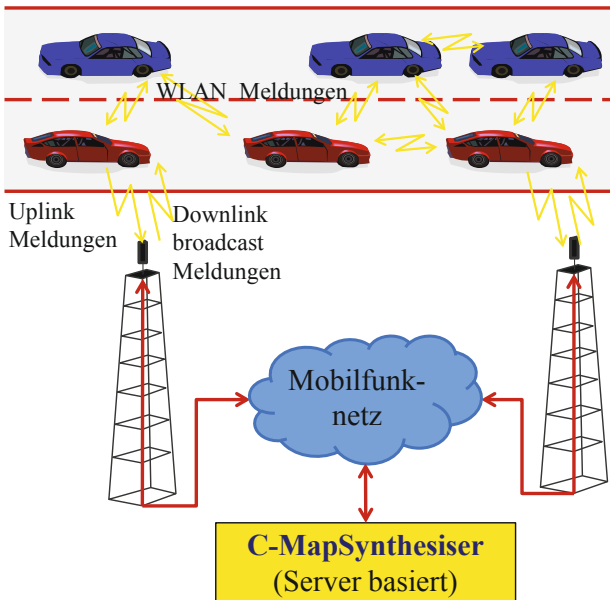 WLAN Meldungen
Uplink
Meldungen
Downlink
broadcast
Meldungen
Mobilfunk-
netz
C-MapSynthesiser
(Server basiert)